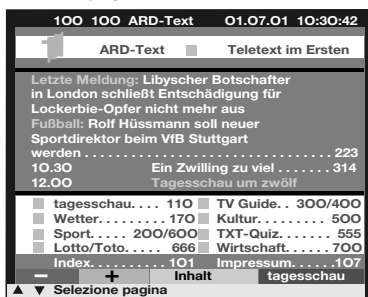 100 100 ARD-Text 01.07.01 10:30:42
1 ARD-Text Teletext im Ersten
Letzte Meldung: Libyscher Botschafter
in London schließt Entschädigung für
Lockerbie-Opfer nicht mehr aus
Fußball: Rolf Hüssmann soll neuer
Sportdirektor beim VfB Stuttgart
werden . . . . . . . . . . . . . . . . . . . . . . . . . . . . . . . . . 223
10.30 Ein Zwilling zu viel . . . . . . . 314
12.00 Tagesschau um zwölf
tagesschau. . . . 110 TV Guide. . 300/400
Wetter. . . . . . . . 170 Kultur. . . . . . . . . 500
Sport. . . . . 200/600 TXT-Quiz. . . . . . 555
Lotto/Toto. . . . . 666 Wirtschaft. . . . . . 700
Index. . . . . . . . . . 101 Impressum. . . . . .107
− + Inhalt tagesschau
▲ ▼ Selezione pagina